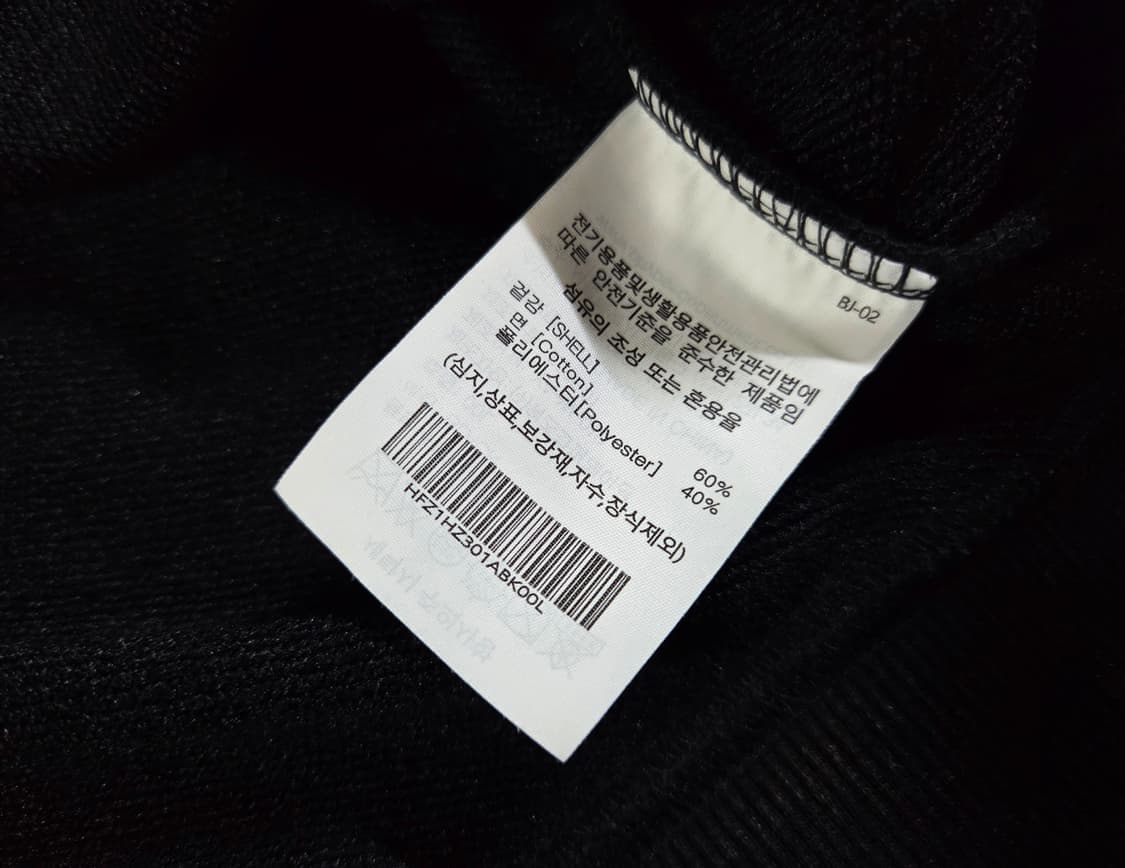 BJ-02
전기용품및생활용품안전관리법에
따른 안전기준을 준수한 제품임
섬유의 조성 또는 혼용율
겉감 [SHELL]
면 [Cotton] 60%
폴리에스터[Polyester] 40%
(심지,상표,보강재,자수,장식제외)
HFZ1HZ301ABK00L